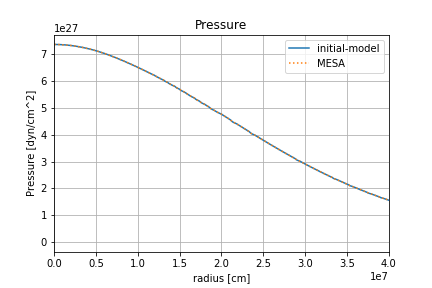 Pressure
1e27
7
6
5
4
3
2
1
0
Pressure [dyn/cm^2]
initial-model
MESA
0.0 0.5 1.0 1.5 2.0 2.5 3.0 3.5 4.0
1e7
radius [cm]